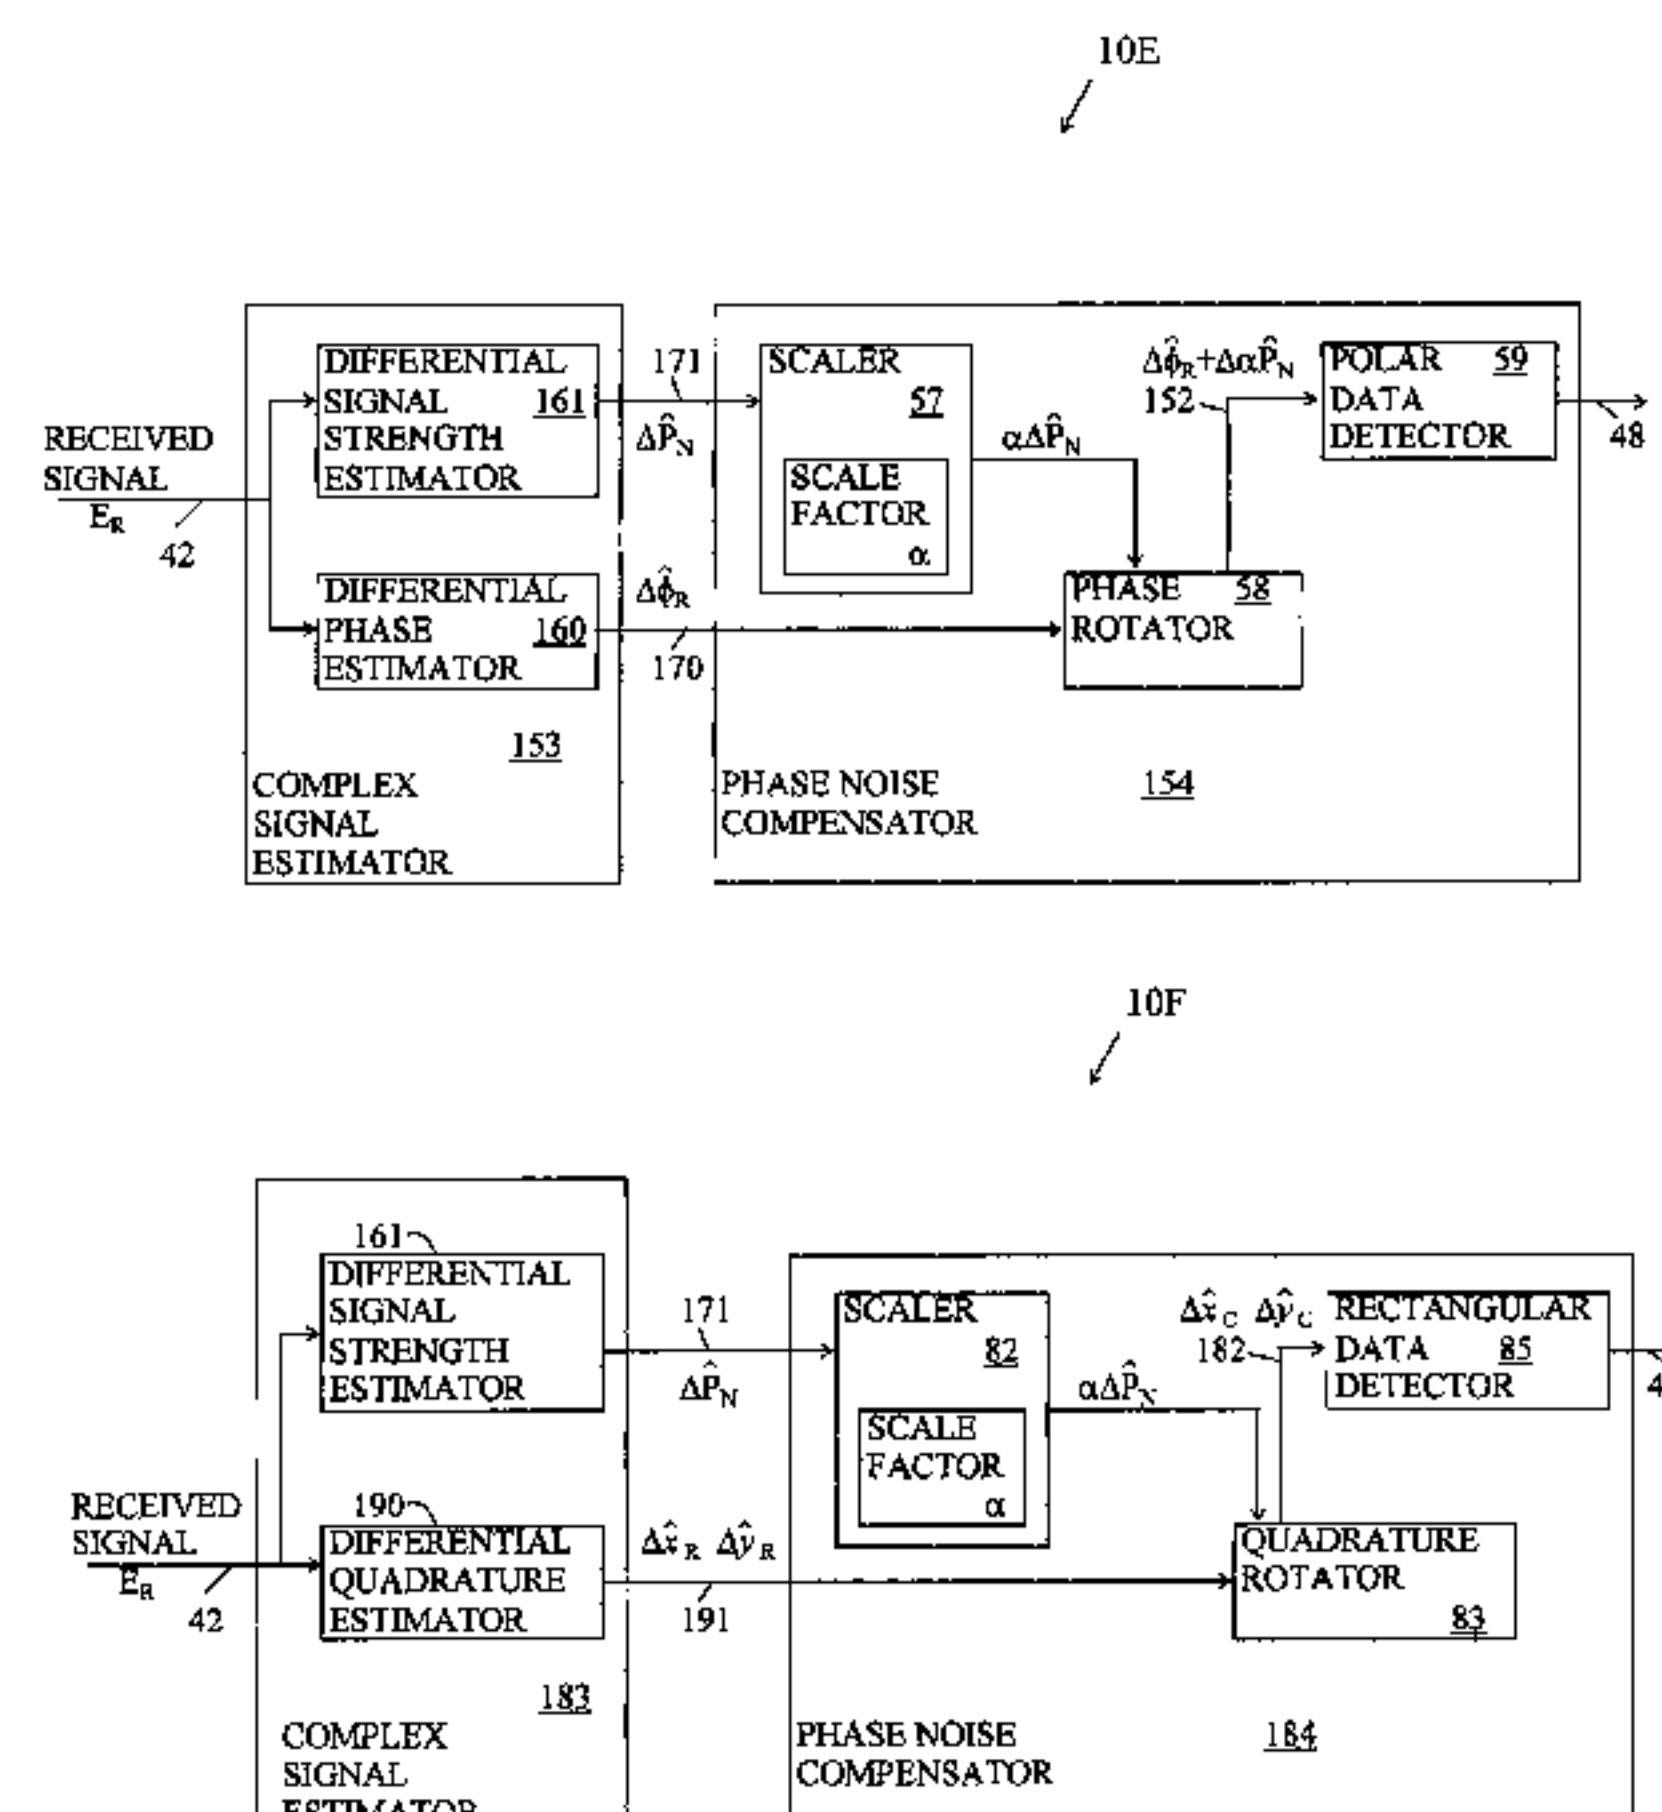 10E
DIFFERENTIAL
SIGNAL 161
STRENGTH
ESTIMATOR
171
ΔP̂N
SCALER
57
SCALE
FACTOR
α
αΔP̂N
Δϕ̂R+ΔαP̂N
152
POLAR 59
DATA
DETECTOR
48
RECEIVED
SIGNAL
ER
42
DIFFERENTIAL
PHASE 160
ESTIMATOR
Δϕ̂R
170
PHASE 58
ROTATOR
153
COMPLEX
SIGNAL
ESTIMATOR
PHASE NOISE 154
COMPENSATOR
10F
161
DIFFERENTIAL
SIGNAL
STRENGTH
ESTIMATOR
171
ΔP̂N
SCALER
82
SCALE
FACTOR
α
αΔP̂N
Δx̂C ΔŷC
182
RECTANGULAR
DATA 85
DETECTOR
RECEIVED
SIGNAL
ER
42
190
DIFFERENTIAL
QUADRATURE
ESTIMATOR
Δx̂R ΔŷR
191
QUADRATURE
ROTATOR
83
183
COMPLEX
SIGNAL
ESTIMATOR
PHASE NOISE 184
COMPENSATOR